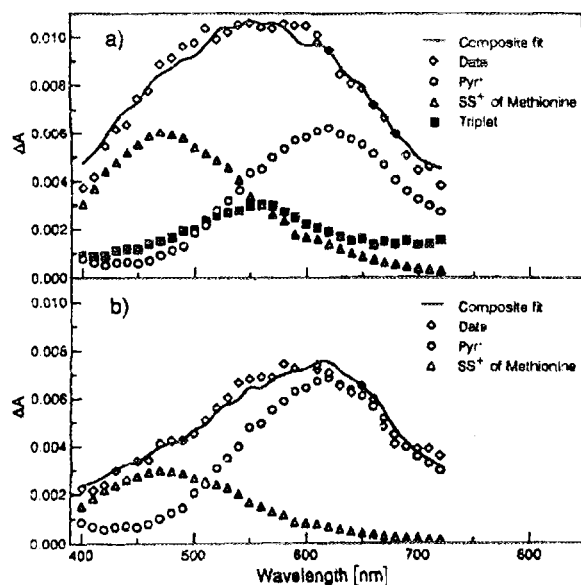 a)
0.010
0.008
0.006
0.004
0.002
0.000
ΔA
Composite fit
Data
Pyr·
SS+ of Methionine
Triplet
b)
0.010
0.008
0.006
0.004
0.002
0.000
ΔA
Composite fit
Data
Pyr·
SS+ of Methionine
400 500 600 700 800
Wavelength [nm]